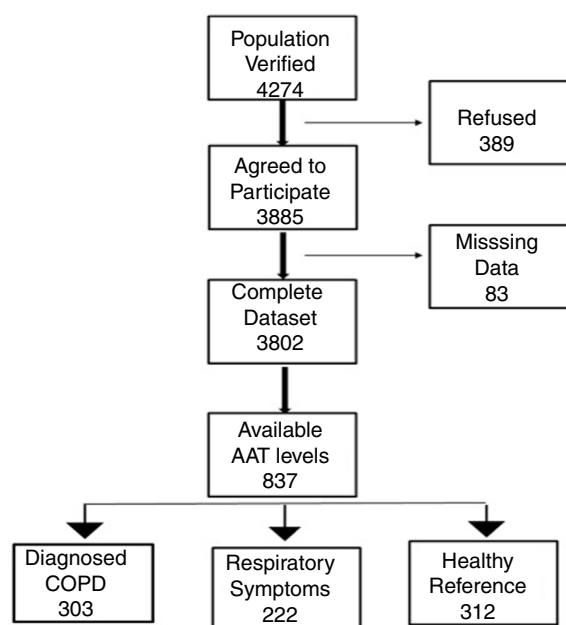 Population
Verified
4274
Refused
389
Agreed to
Participate
3885
Misssing
Data
83
Complete
Dataset
3802
Available
AAT levels
837
Diagnosed
COPD
303
Respiratory
Symptoms
222
Healthy
Reference
312